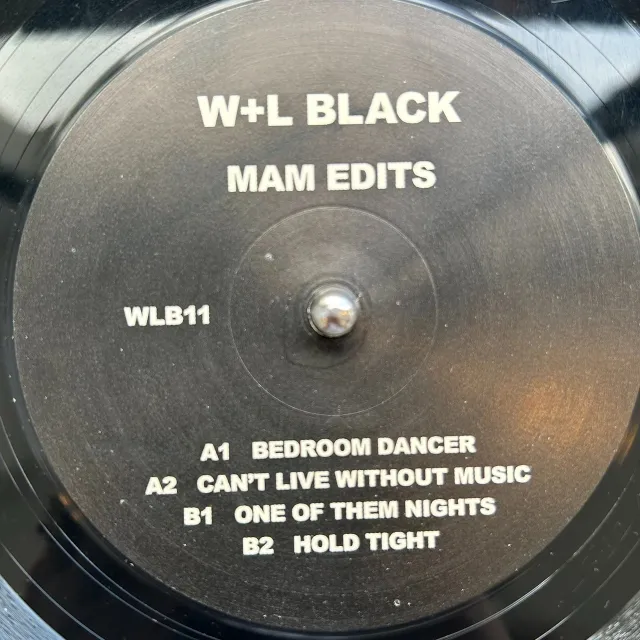 W+L BLACK
MAM EDITS
WLB11
A1 BEDROOM DANCER
A2 CAN'T LIVE WITHOUT MUSIC
B1 ONE OF THEM NIGHTS
B2 HOLD TIGHT